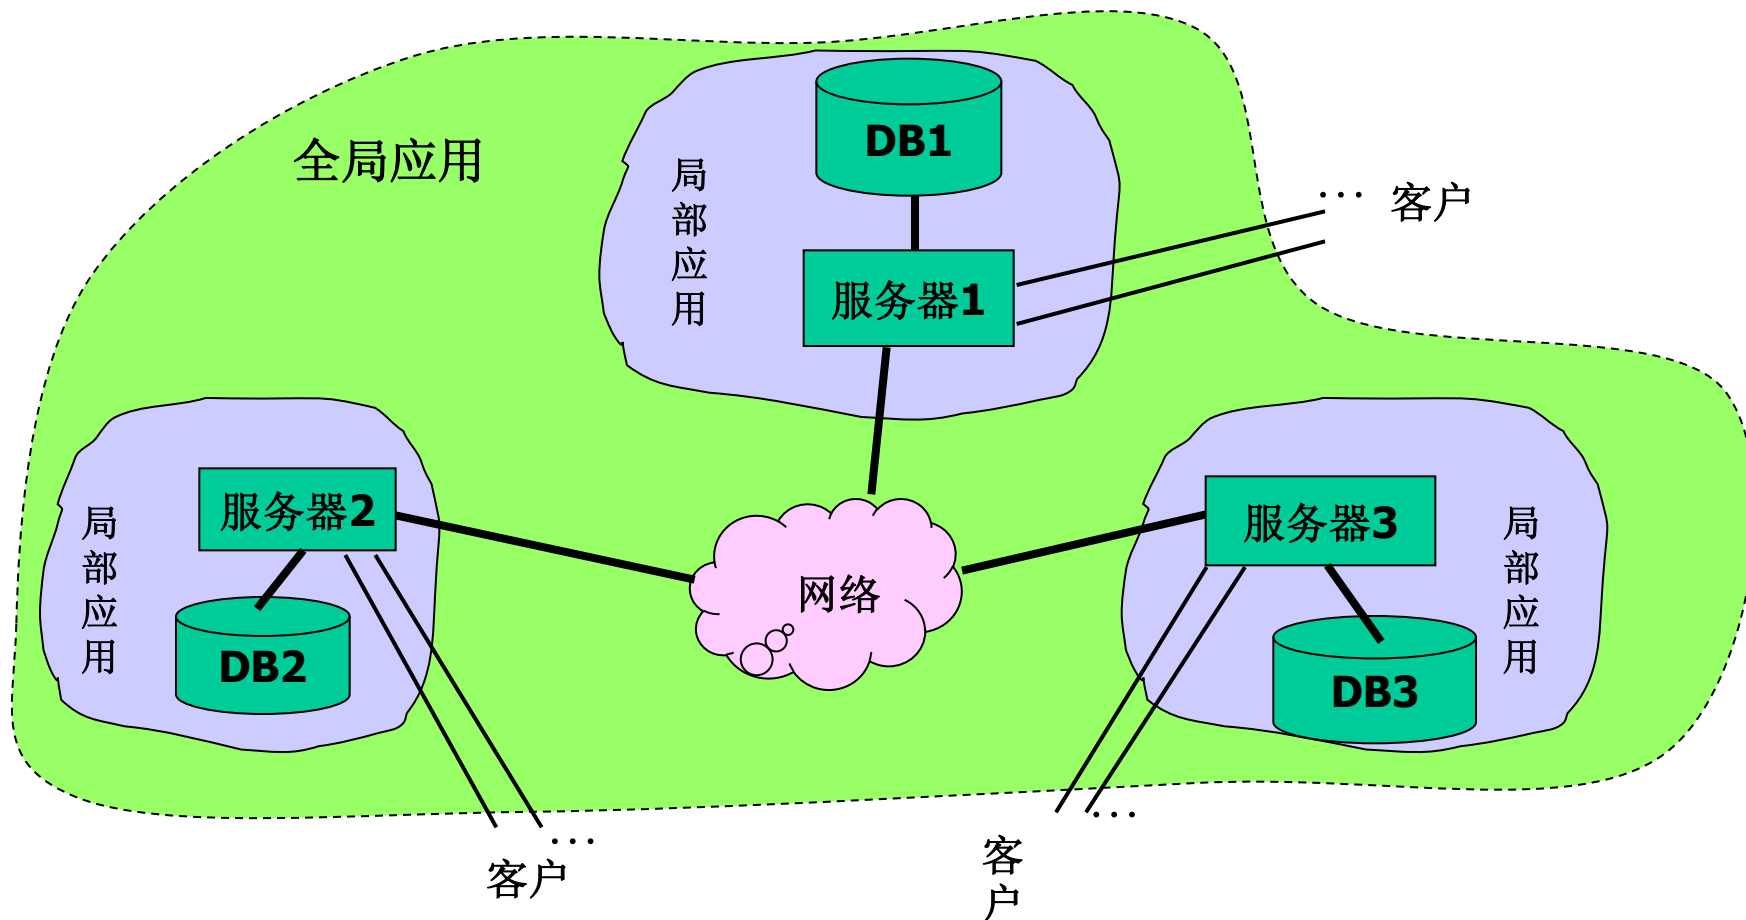 DB1
全局应用
局部应用
… 客户
服务器1
服务器2
局部应用
DB2
网络
服务器3
局部应用
DB3
…
客户
…
客户